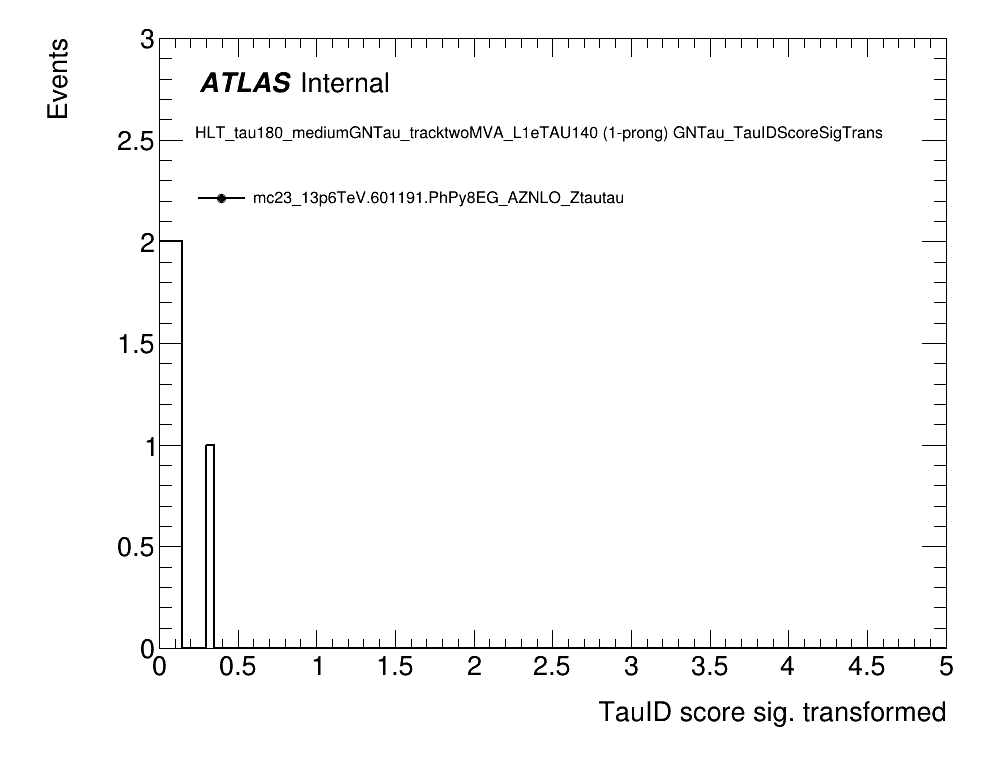 Events
3
ATLAS Internal
HLT_tau180_mediumGNTau_tracktwoMVA_L1eTAU140 (1-prong) GNTau_TauIDScoreSigTrans
2.5
mc23_13p6TeV.601191.PhPy8EG_AZNLO_Ztautau
2
1.5
1
0.5
0
0 0.5 1 1.5 2 2.5 3 3.5 4 4.5 5
TauID score sig. transformed